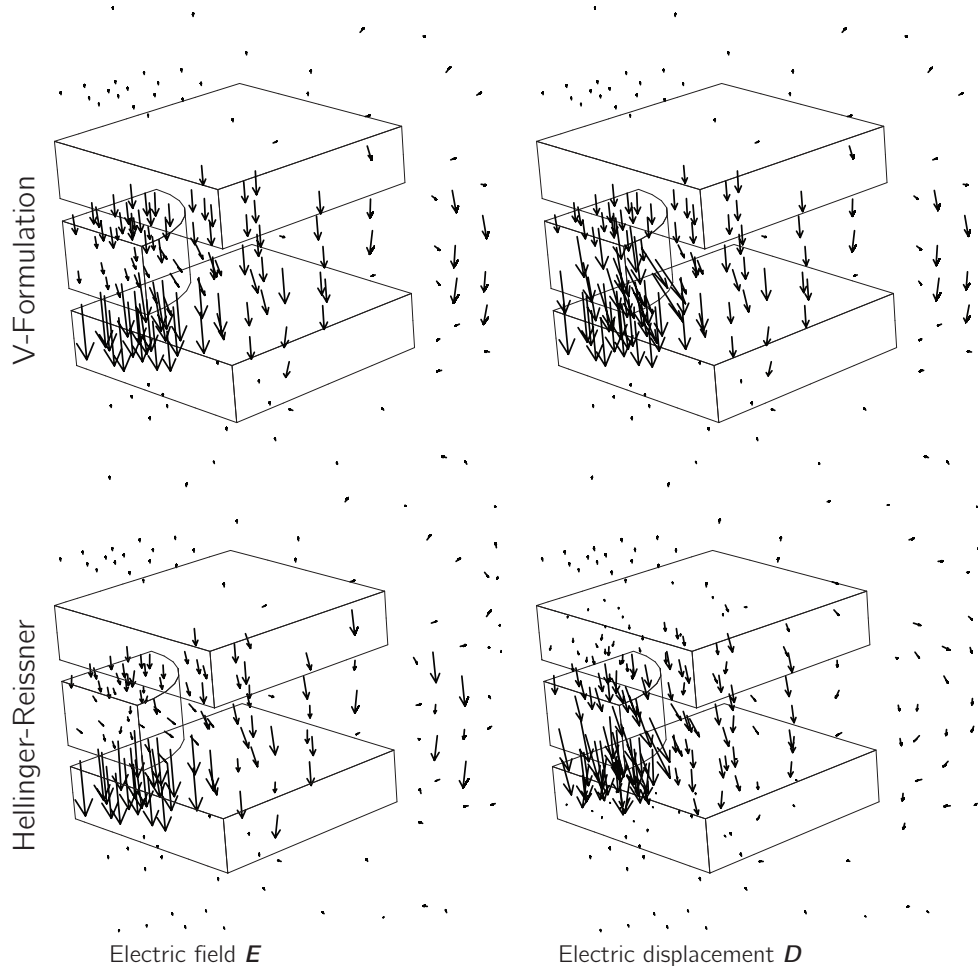 V-Formulation
Hellinger-Reissner
Electric field E
Electric displacement D